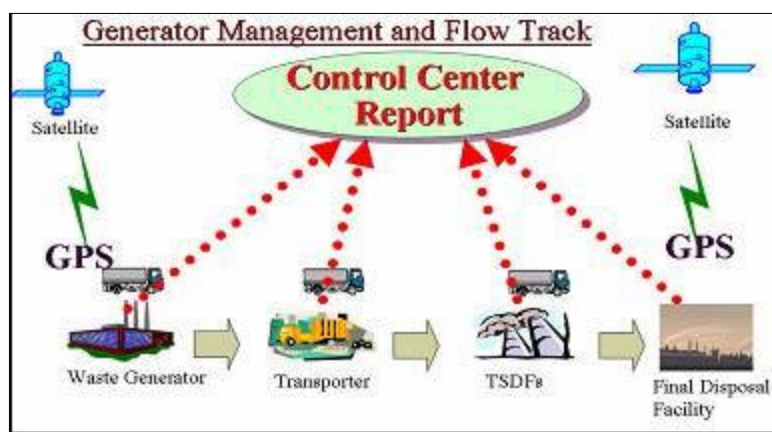 Generator Management and Flow Track
Control Center
Report
Satellite
Satellite
GPS
GPS
Waste Generator
Transporter
TSDFs
Final Disposal
Facility